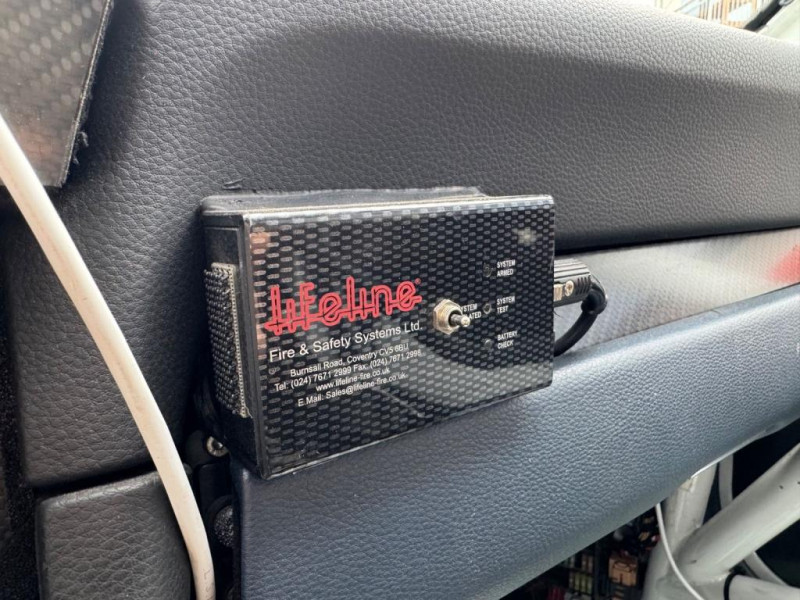 lifeline
Fire & Safety Systems Ltd.
Burnsall Road, Coventry CV5 6BU
Tel: (024) 7671 2999 Fax: (024) 7671 2998
www.lifeline-fire.co.uk
E.Mail: Sales@lifeline-fire.co.uk
SYSTEM
ARMED
SYSTEM
SYSTEM
TEST
BATTERY
CHECK